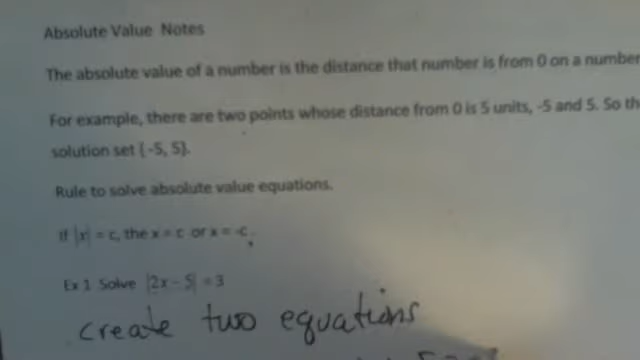 Absolute Value Notes
The absolute value of a number is the distance that number is from 0 on a number
For example, there are two points whose distance from 0 is 5 units, -5 and 5. So th
solution set {-5, 5}.
Rule to solve absolute value equations.
If |x| = c, the x = c or x = -c.
Ex 1 Solve |2x - 5| = 3
create two equations